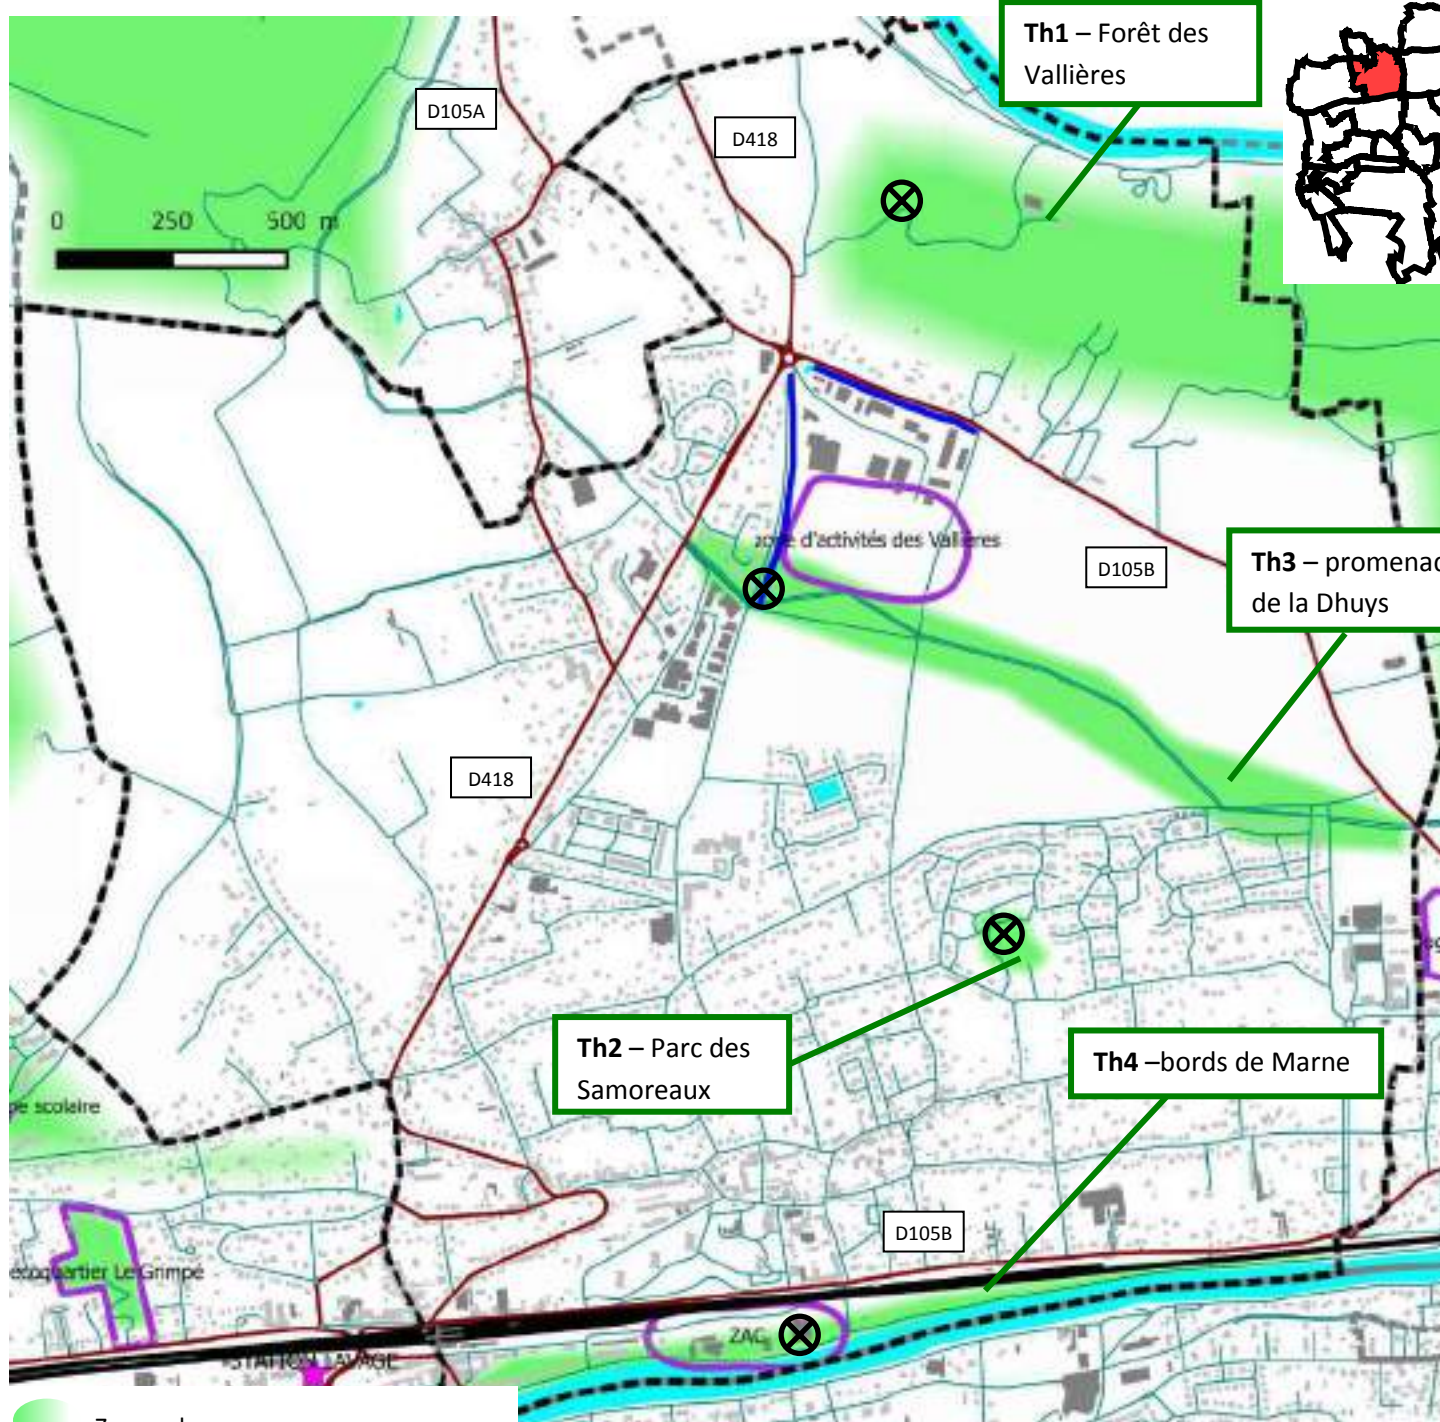 Th1 – Forêt des
Vallières
D105A
D418
0 250 500 m
zone d'activités des Vallières
D105B
Th3 – promenad
de la Dhuys
D418
Th2 – Parc des
Samoreaux
Th4 –bords de Marne
pe scolaire
D105B
ecoquartier Le Grimpé
ZAC
STATION LAVAGE